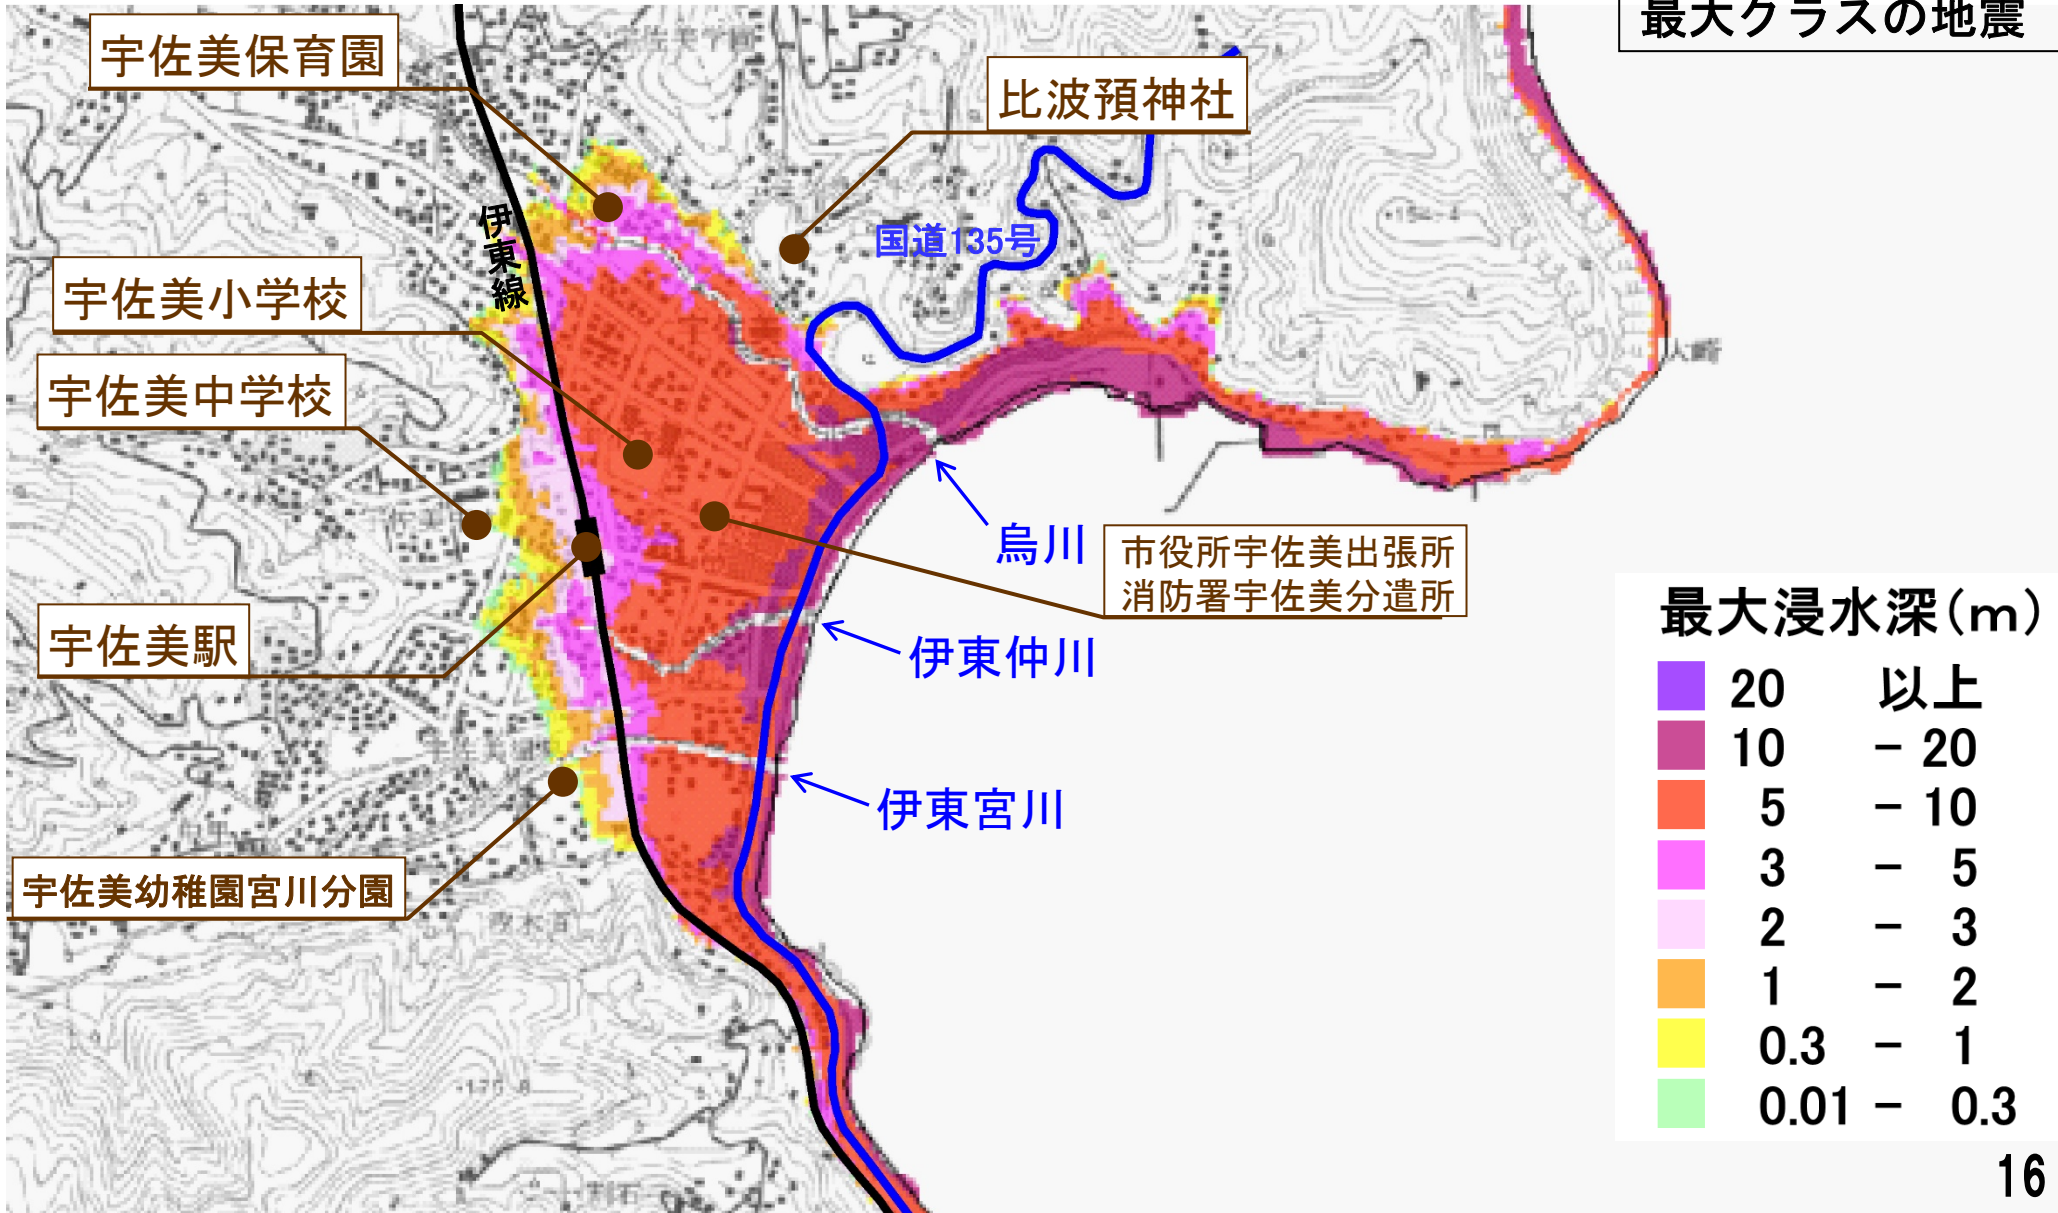 最大クラスの地震
宇佐美保育園
比波預神社
伊東線
国道135号
宇佐美小学校
宇佐美中学校
烏川
市役所宇佐美出張所
消防署宇佐美分遣所
宇佐美駅
伊東仲川
伊東宮川
宇佐美幼稚園宮川分園
最大浸水深(m)
20 以上
10 - 20
5 - 10
3 - 5
2 - 3
1 - 2
0.3 - 1
0.01 - 0.3
16